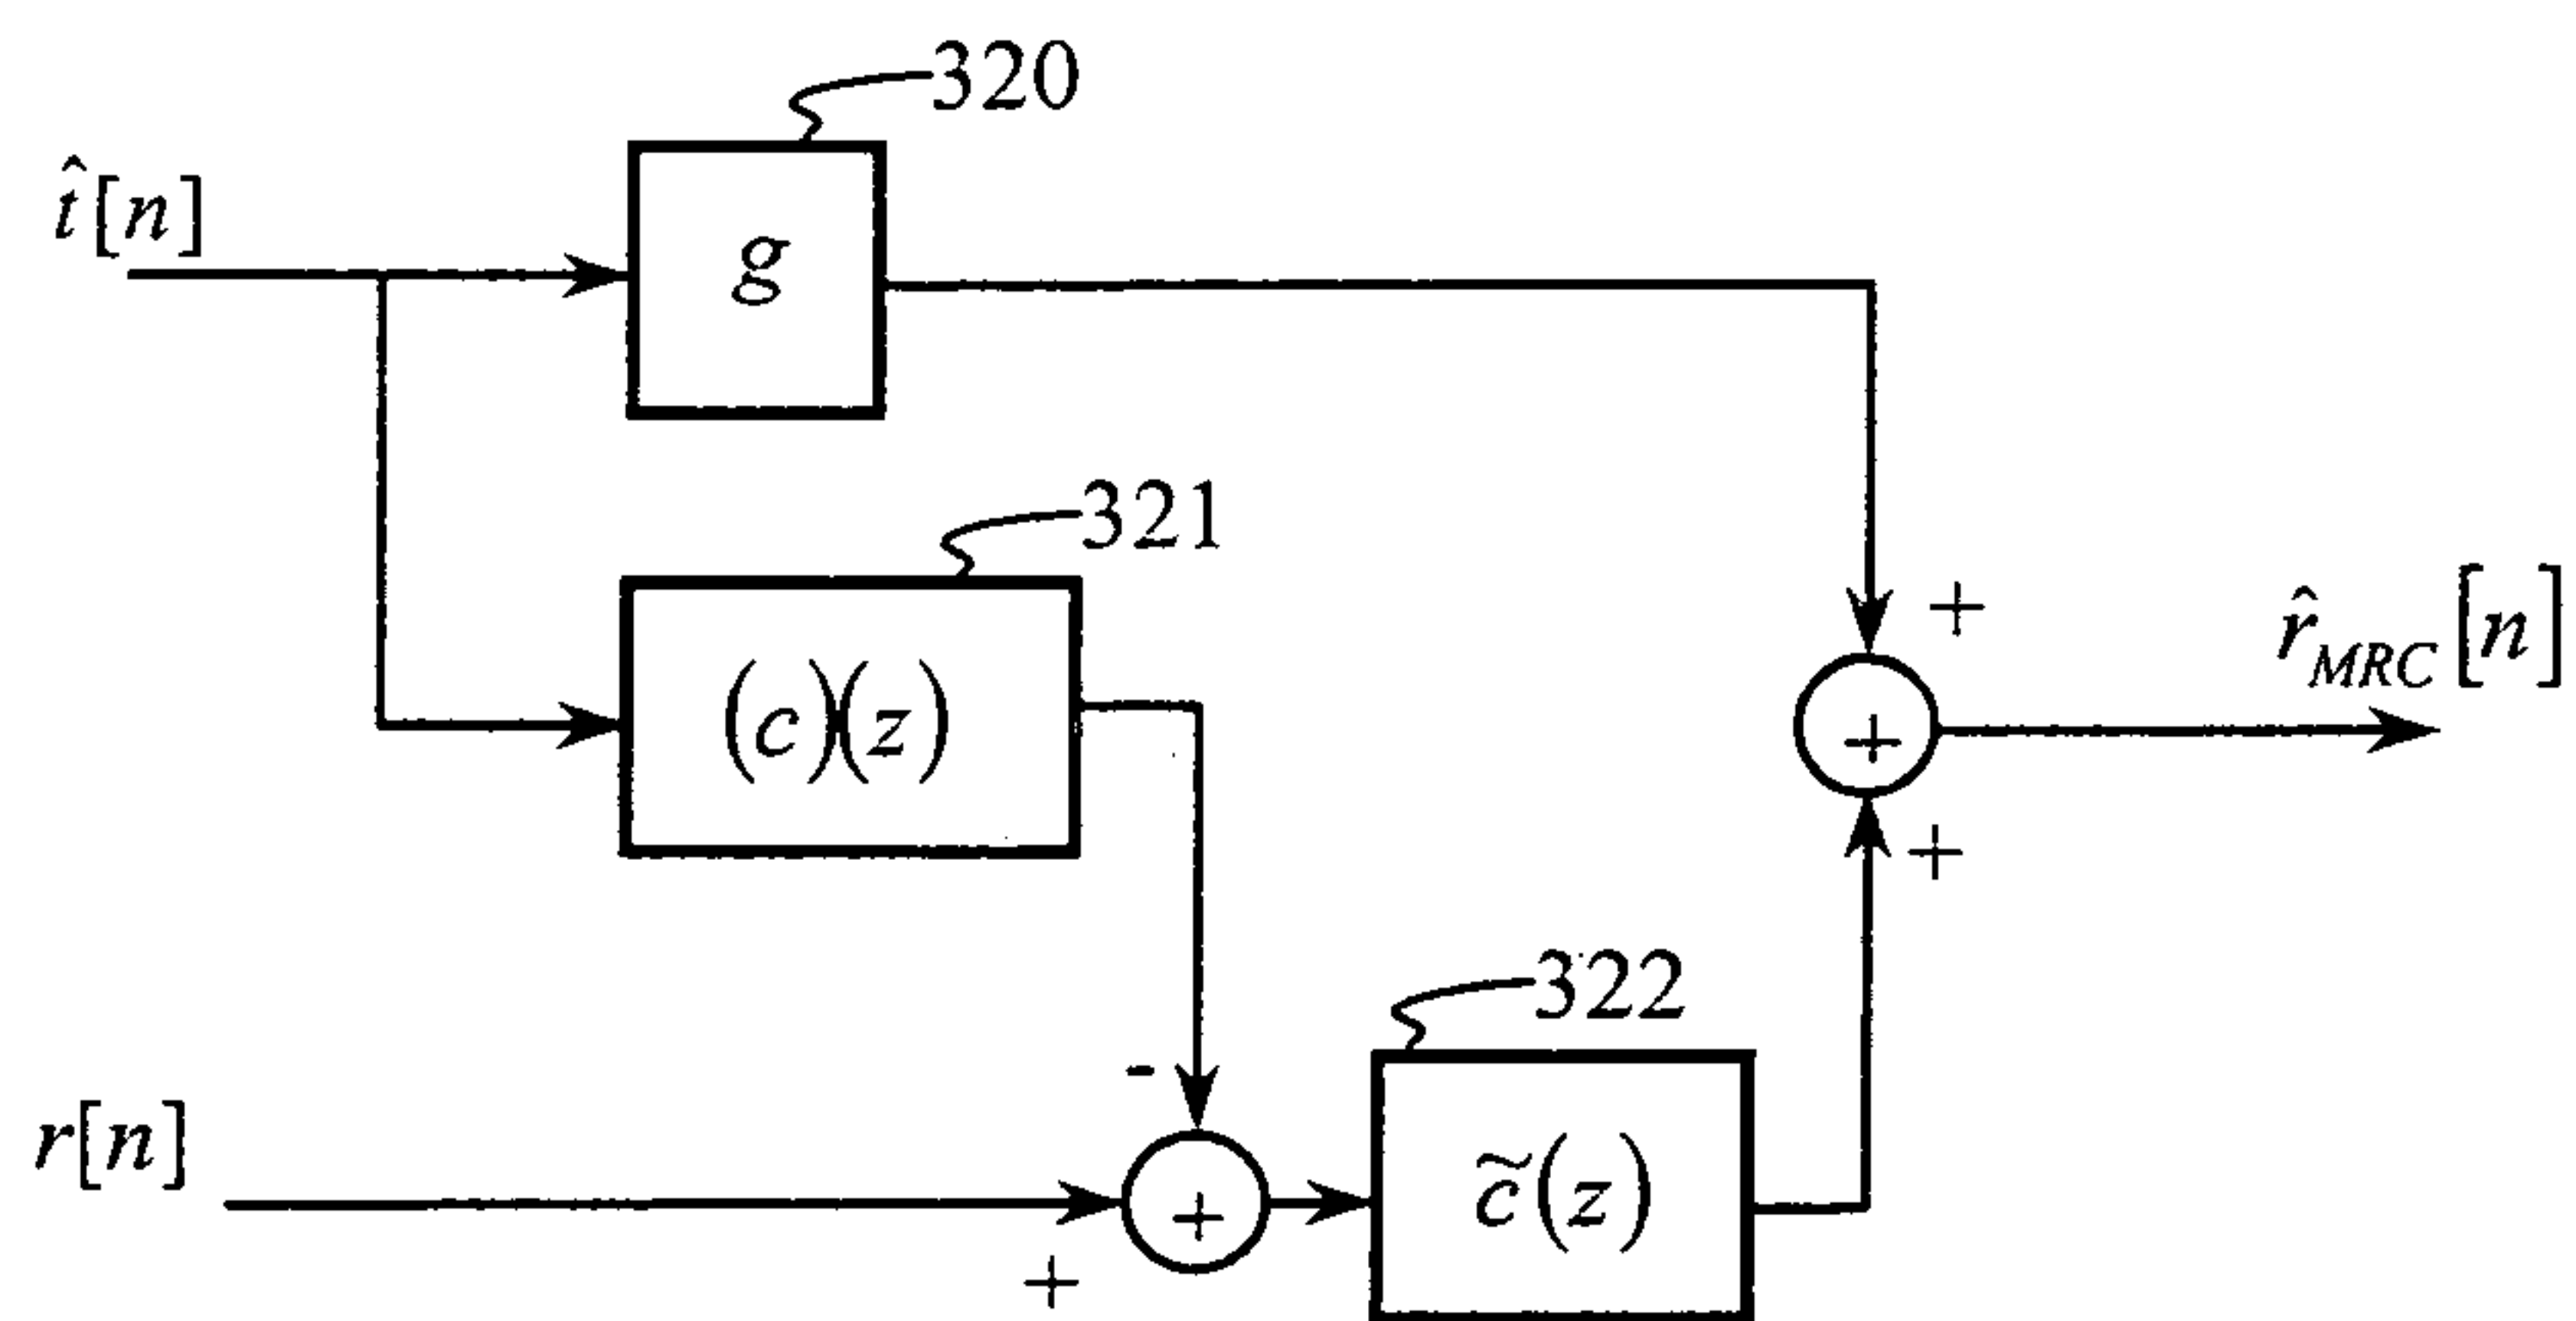 320
t̂[n]
g
321
(c)(z)
+
r̂_MRC[n]
+
+
322
-
r[n]
+
c̃(z)
+